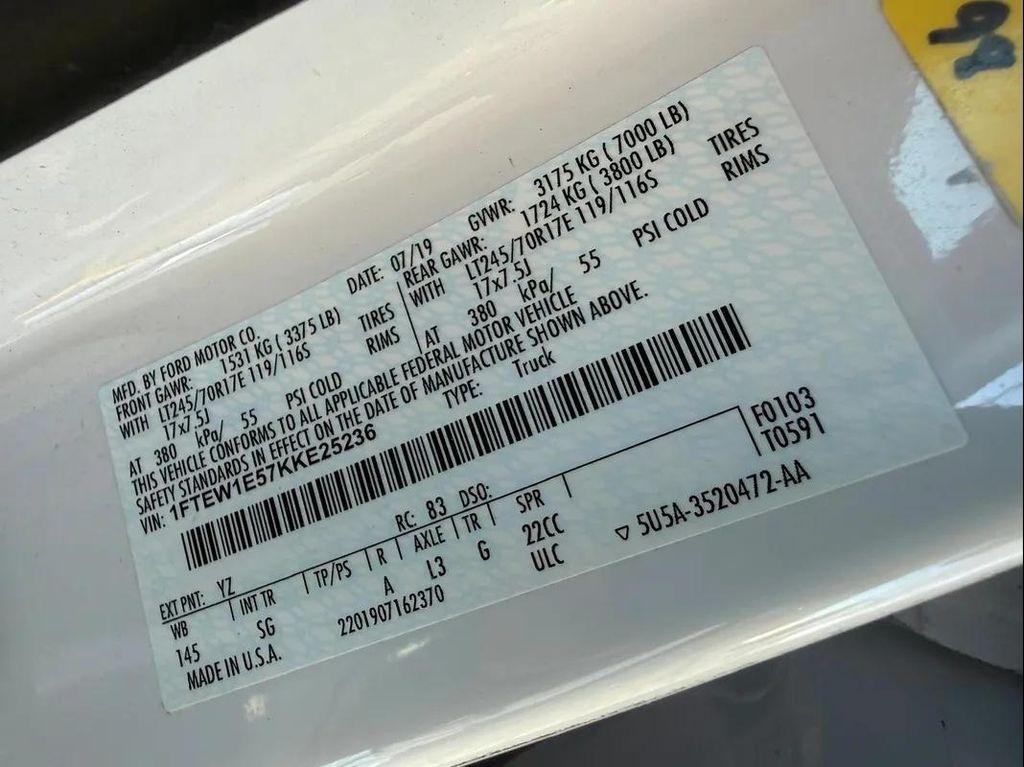 MFD. BY FORD MOTOR CO. DATE: 07/19 GVWR: 3175 KG ( 7000 LB)
FRONT GAWR: 1531 KG ( 3375 LB) REAR GAWR: 1724 KG ( 3800 LB)
WITH LT245/70R17E 119/116S TIRES WITH LT245/70R17E 119/116S TIRES
17x7.5J RIMS 17x7.5J RIMS
AT 380 kPa/ 55 PSI COLD AT 380 kPa/ 55 PSI COLD
THIS VEHICLE CONFORMS TO ALL APPLICABLE FEDERAL MOTOR VEHICLE
SAFETY STANDARDS IN EFFECT ON THE DATE OF MANUFACTURE SHOWN ABOVE.
VIN: 1FTEW1E57KKE25236 TYPE: Truck
F0103
T0591
EXT PNT: YZ RC: 83 DSO:
WB INT TR TP/PS R AXLE TR SPR
145 SG A L3 G 22CC
ULC
MADE IN U.S.A. 2201907162370 5U5A-3520472-AA